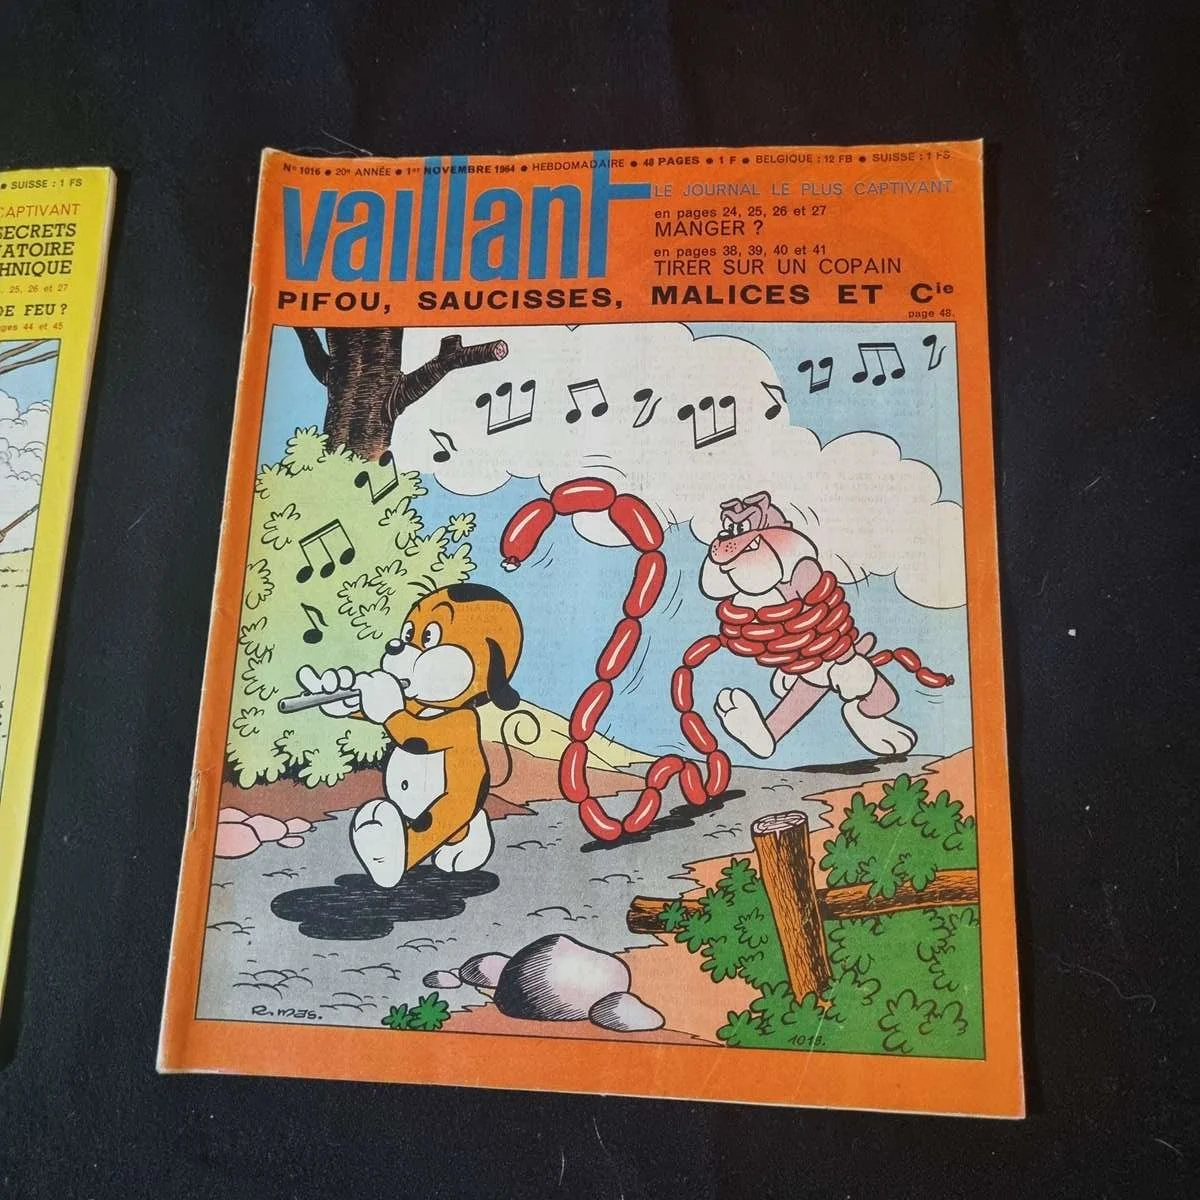 • SUISSE : 1 FS
CAPTIVANT
SECRETS
VATOIRE
HNIQUE
25, 26 et 27
DE FEU ?
ges 44 et 45
N° 1016 • 20e ANNÉE • 1er NOVEMBRE 1964 • HEBDOMADAIRE • 48 PAGES • 1 F • BELGIQUE : 12 FB • SUISSE : 1 FS
vaillant
LE JOURNAL LE PLUS CAPTIVANT
en pages 24, 25, 26 et 27
MANGER ?
en pages 38, 39, 40 et 41
TIRER SUR UN COPAIN
PIFOU, SAUCISSES, MALICES ET Cie
page 48.
R. mas.
1016.